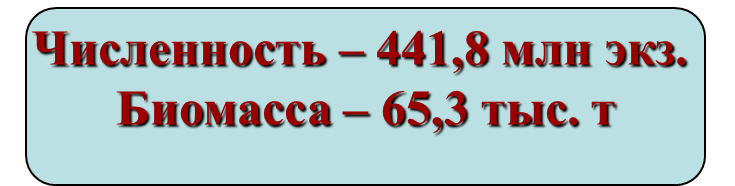 Численность – 441,8 млн экз.
Биомасса – 65,3 тыс. т